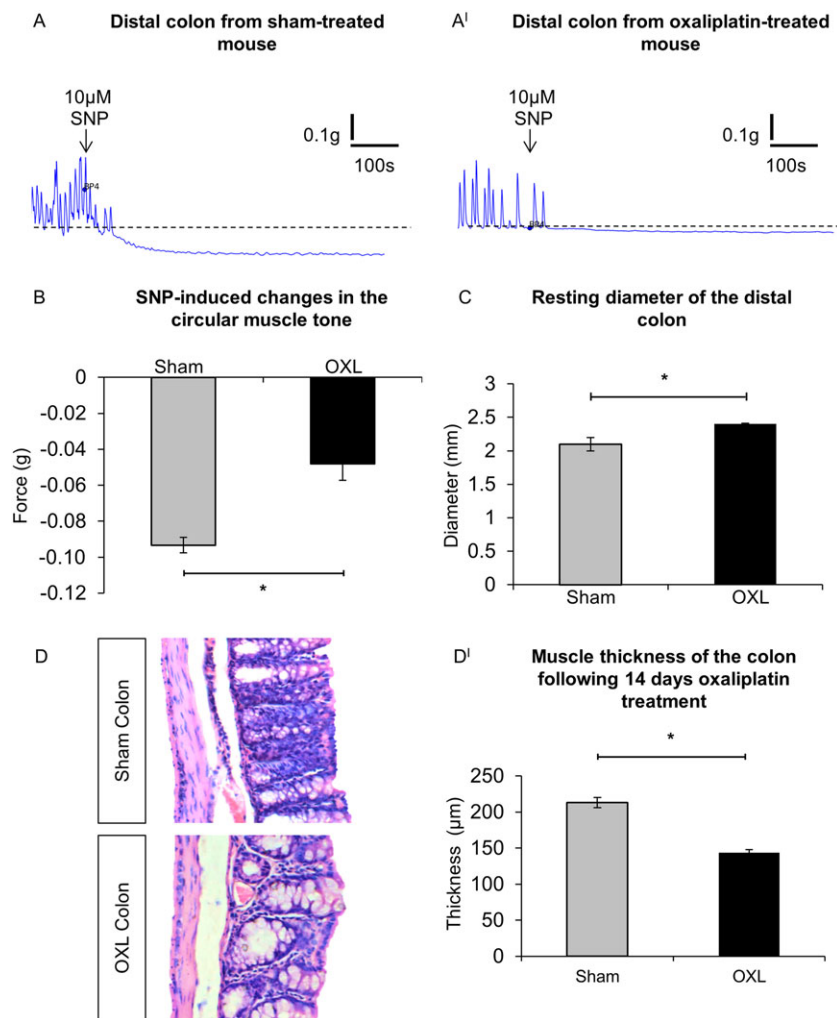 A
Distal colon from sham-treated
mouse
10µM
SNP
0.1g
100s
BP4
Aᴵ
Distal colon from oxaliplatin-treated
mouse
10µM
SNP
0.1g
100s
B
SNP-induced changes in the
circular muscle tone
Sham
OXL
0
-0.02
-0.04
-0.06
-0.08
-0.10
-0.12
Force (g)
*
C
Resting diameter of the distal
colon
*
3
2.5
2
1.5
1
0.5
0
Diameter (mm)
Sham
OXL
D
Sham Colon
OXL Colon
Dᴵ
Muscle thickness of the colon
following 14 days oxaliplatin
treatment
*
250
200
150
100
50
0
Thickness (µm)
Sham
OXL